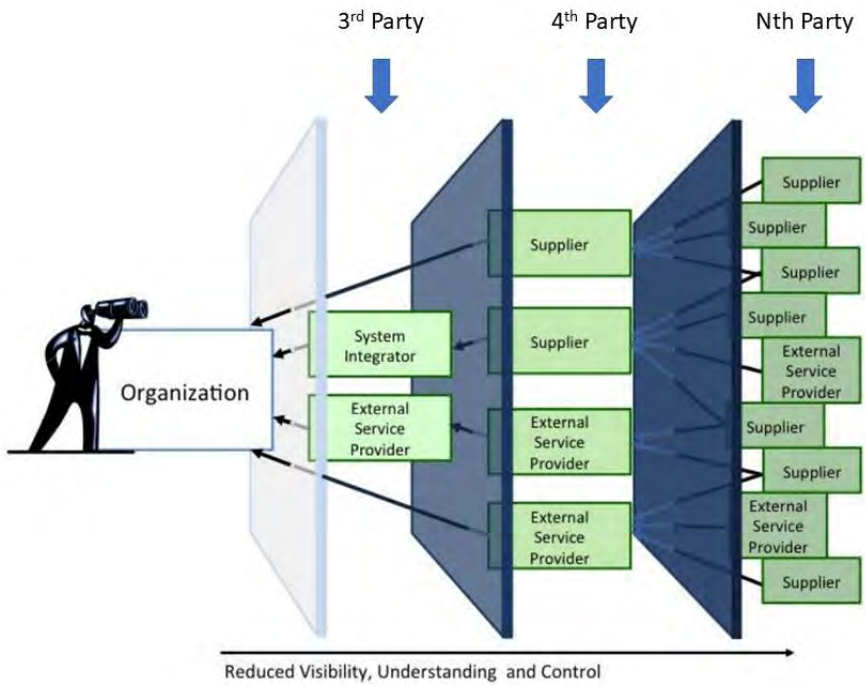 3rd Party
4th Party
Nth Party
Organization
System
Integrator
External
Service
Provider
Supplier
Supplier
External
Service
Provider
External
Service
Provider
Supplier
Supplier
Supplier
Supplier
External
Service
Provider
Supplier
Supplier
External
Service
Provider
Supplier
Reduced Visibility, Understanding and Control